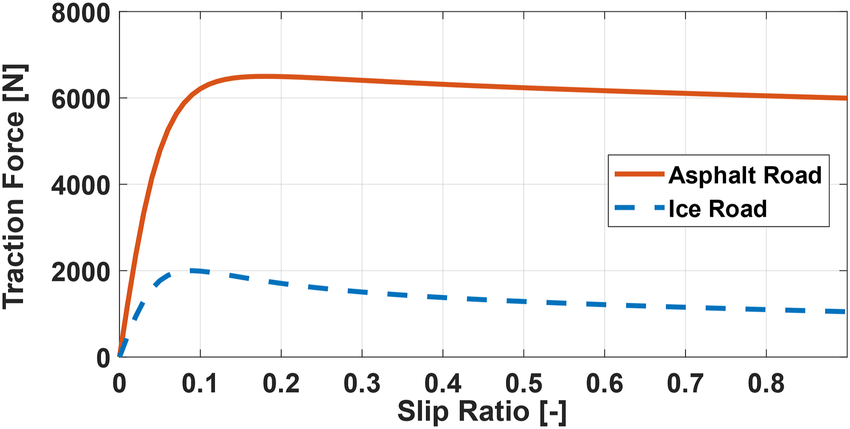 8000
6000
4000
2000
0
Traction Force [N]
Asphalt Road
Ice Road
0 0.1 0.2 0.3 0.4 0.5 0.6 0.7 0.8
Slip Ratio [-]